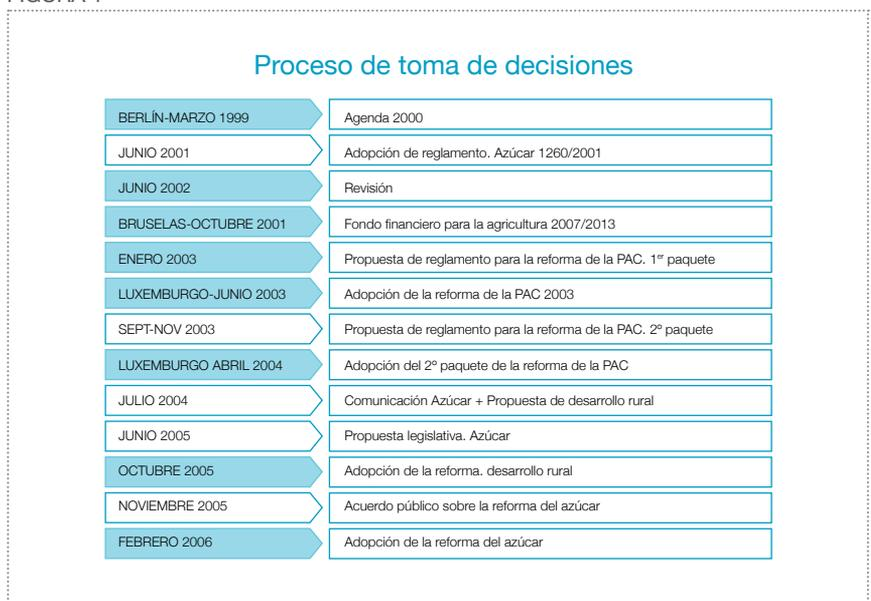 Proceso de toma de decisiones
BERLÍN-MARZO 1999 Agenda 2000
JUNIO 2001 Adopción de reglamento. Azúcar 1260/2001
JUNIO 2002 Revisión
BRUSELAS-OCTUBRE 2001 Fondo financiero para la agricultura 2007/2013
ENERO 2003 Propuesta de reglamento para la reforma de la PAC. 1er paquete
LUXEMBURGO-JUNIO 2003 Adopción de la reforma de la PAC 2003
SEPT-NOV 2003 Propuesta de reglamento para la reforma de la PAC. 2º paquete
LUXEMBURGO ABRIL 2004 Adopción del 2º paquete de la reforma de la PAC
JULIO 2004 Comunicación Azúcar + Propuesta de desarrollo rural
JUNIO 2005 Propuesta legislativa. Azúcar
OCTUBRE 2005 Adopción de la reforma. desarrollo rural
NOVIEMBRE 2005 Acuerdo público sobre la reforma del azúcar
FEBRERO 2006 Adopción de la reforma del azúcar